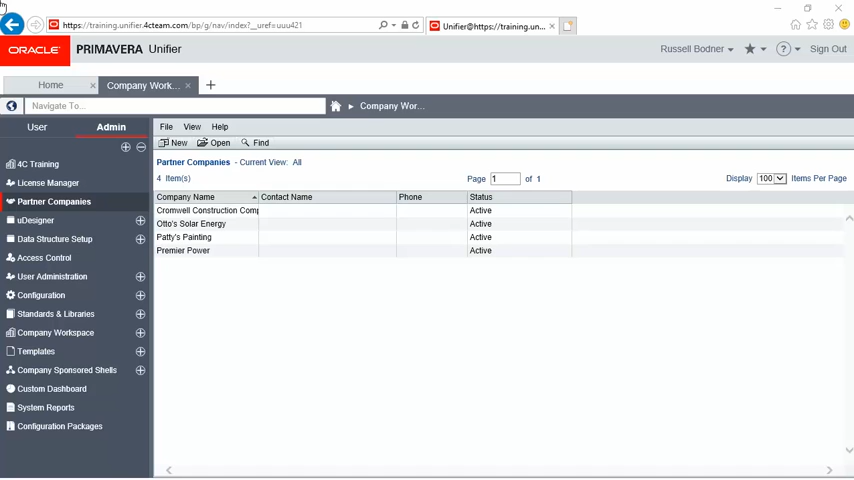 https://training.unifier.4cteam.com/bp/g/nav/index?__uref=uuu421
Unifier@https://training.un...
ORACLE PRIMAVERA Unifier
Russell Bodner
? Sign Out
Home
Company Work...
Navigate To...
Company Wor...
User
Admin
File View Help
New Open Find
4C Training
License Manager
Partner Companies
uDesigner
Data Structure Setup
Access Control
User Administration
Configuration
Standards & Libraries
Company Workspace
Templates
Company Sponsored Shells
Custom Dashboard
System Reports
Configuration Packages
Partner Companies - Current View: All
4 Item(s)
Page 1 of 1
Display 100 Items Per Page
Company Name Contact Name Phone Status
Cromwell Construction Comp Active
Otto's Solar Energy Active
Patty's Painting Active
Premier Power Active